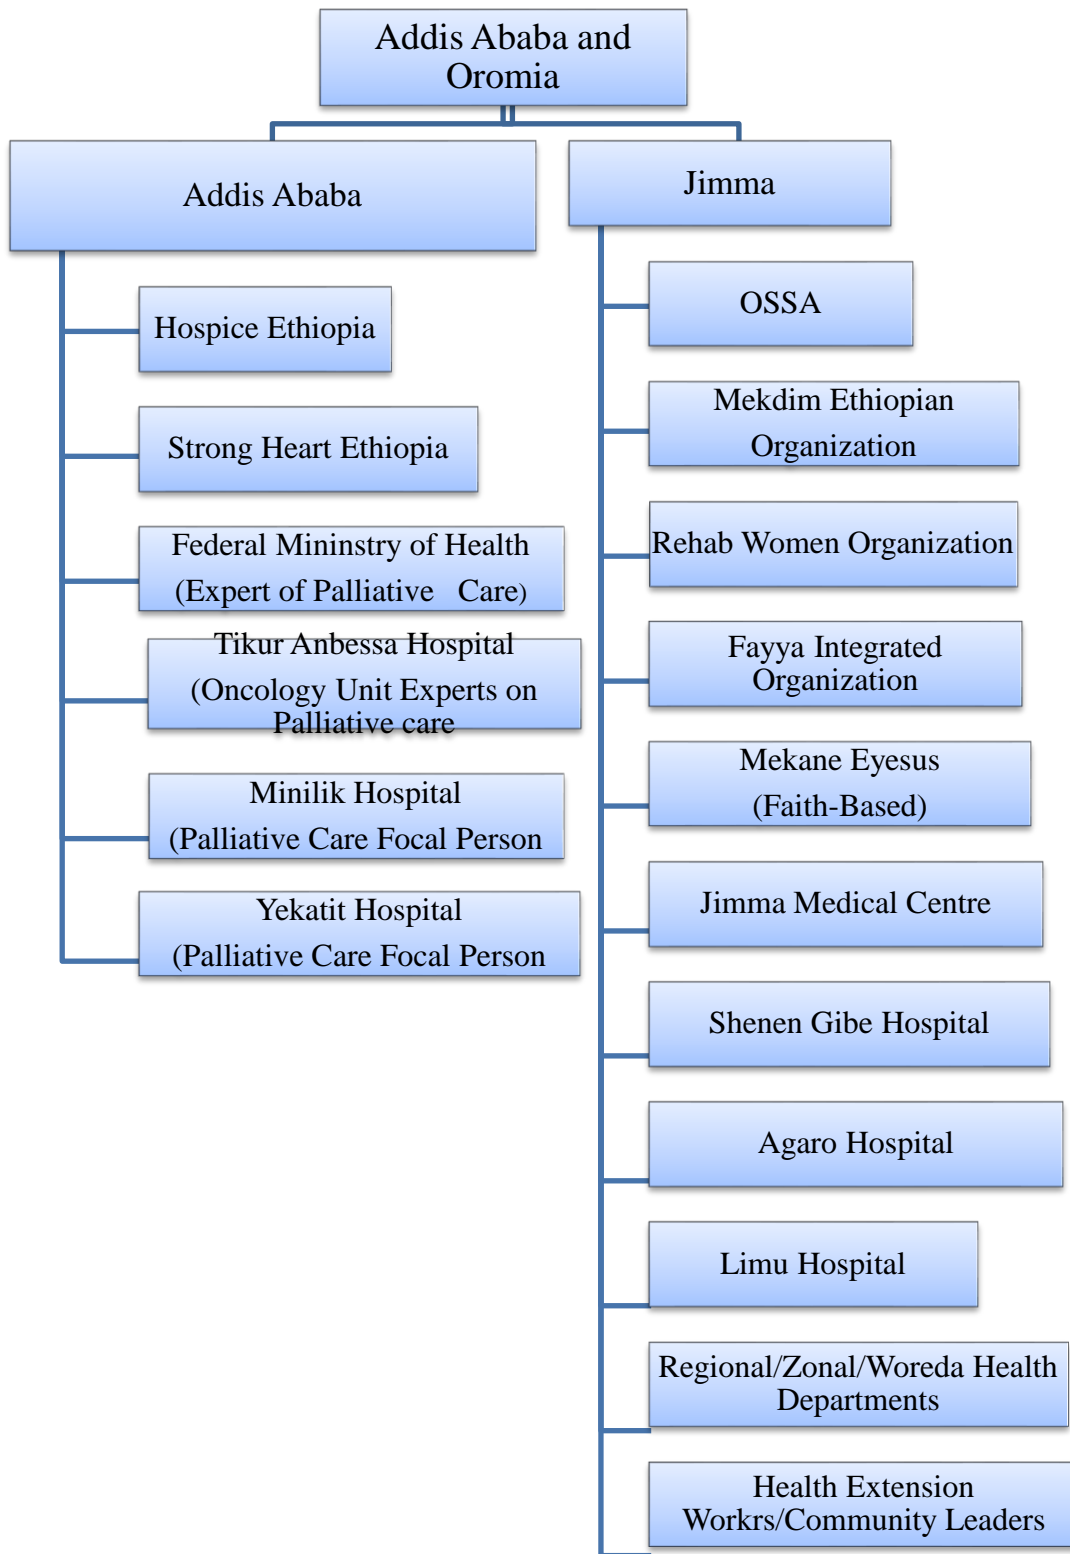 Addis Ababa and
Oromia
Addis Ababa
Hospice Ethiopia
Strong Heart Ethiopia
Federal Mininstry of Health
(Expert of Palliative Care)
Tikur Anbessa Hospital
(Oncology Unit Experts on
Palliative care
Minilik Hospital
(Palliative Care Focal Person
Yekatit Hospital
(Palliative Care Focal Person
Jimma
OSSA
Mekdim Ethiopian
Organization
Rehab Women Organization
Fayya Integrated
Organization
Mekane Eyesus
(Faith-Based)
Jimma Medical Centre
Shenen Gibe Hospital
Agaro Hospital
Limu Hospital
Regional/Zonal/Woreda Health
Departments
Health Extension
Workrs/Community Leaders